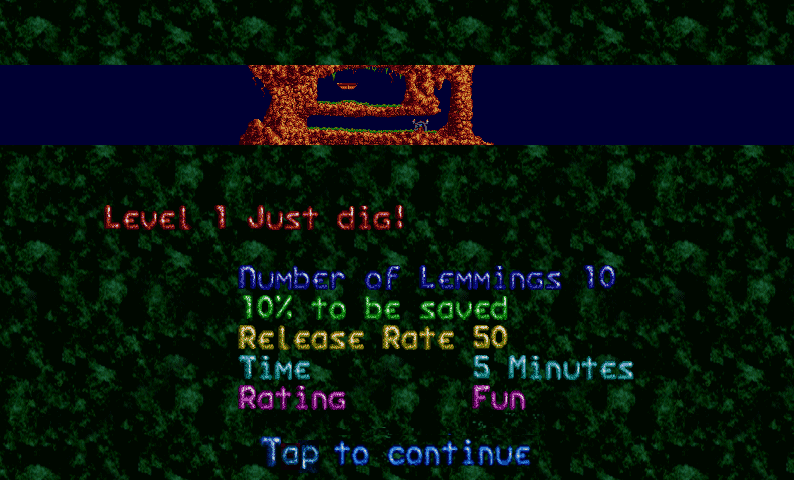 Level 1 Just dig!
Number of Lemmings 10
10% to be saved
Release Rate 50
Time 5 Minutes
Rating Fun
Tap to continue